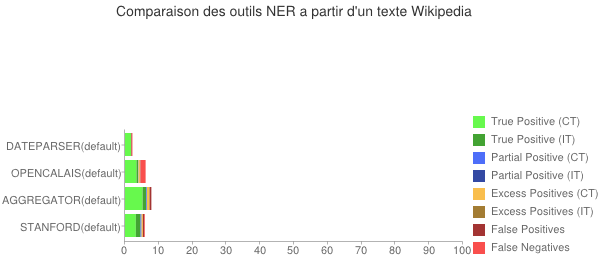 Comparaison des outils NER a partir d'un texte Wikipedia
DATEPARSER(default)
OPENCALAIS(default)
AGGREGATOR(default)
STANFORD(default)
0 10 20 30 40 50 60 70 80 90 100
True Positive (CT)
True Positive (IT)
Partial Positive (CT)
Partial Positive (IT)
Excess Positives (CT)
Excess Positives (IT)
False Positives
False Negatives